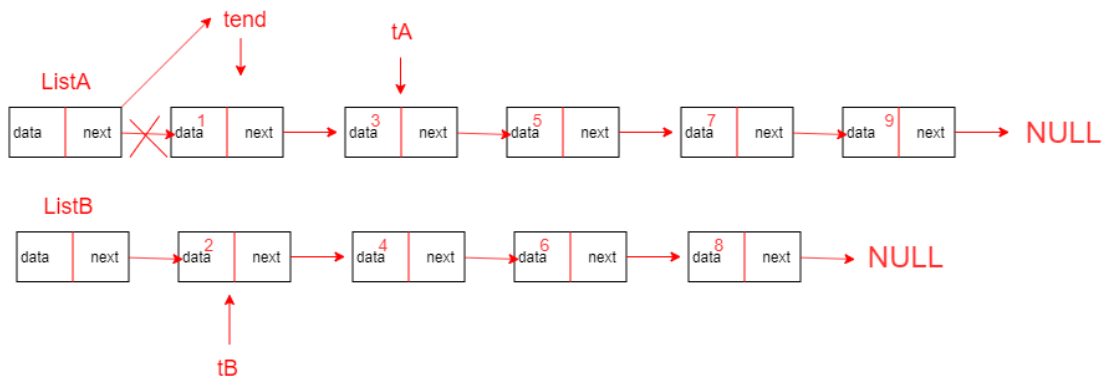 tend
tA
ListA
data next
data 1 next
data 3 next
data 5 next
data 7 next
data 9 next
NULL
ListB
data next
data 2 next
data 4 next
data 6 next
data 8 next
NULL
tB